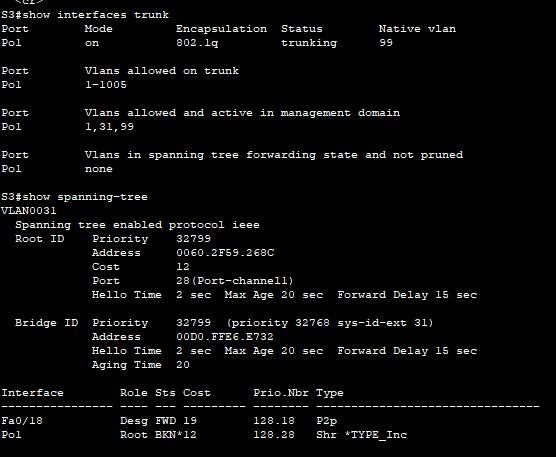 S3#show interfaces trunk
Port        Mode         Encapsulation  Status        Native vlan
Po1         on           802.1q         trunking      99

Port        Vlans allowed on trunk
Po1         1-1005

Port        Vlans allowed and active in management domain
Po1         1,31,99

Port        Vlans in spanning tree forwarding state and not pruned
Po1         none

S3#show spanning-tree
VLAN0031
  Spanning tree enabled protocol ieee
  Root ID    Priority    32799
             Address     0060.2F59.268C
             Cost        12
             Port        28(Port-channel1)
             Hello Time  2 sec  Max Age 20 sec  Forward Delay 15 sec

  Bridge ID  Priority    32799  (priority 32768 sys-id-ext 31)
             Address     00D0.FFE6.E732
             Hello Time  2 sec  Max Age 20 sec  Forward Delay 15 sec
             Aging Time  20

Interface        Role Sts Cost      Prio.Nbr Type
---------------- ---- --- --------- -------- --------------------------------
Fa0/18           Desg FWD 19        128.18   P2p
Po1              Root BKN*12        128.28   Shr *TYPE_Inc